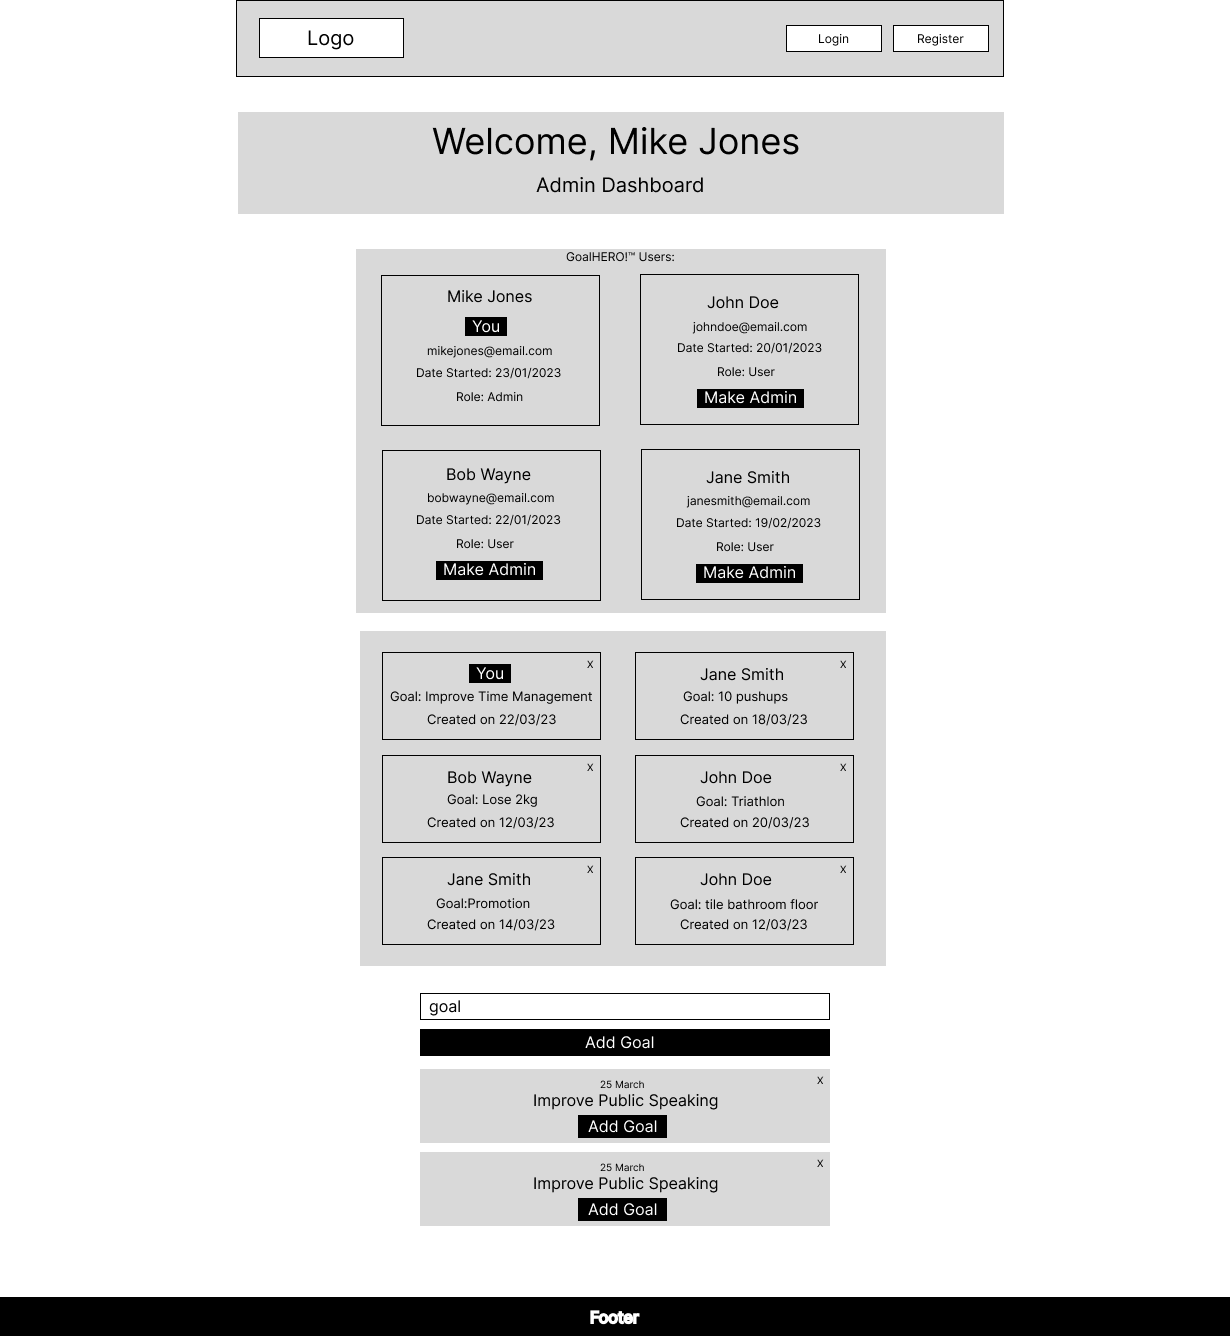 Logo
Login
Register
Welcome, Mike Jones
Admin Dashboard
GoalHERO!™ Users:
Mike Jones
You
mikejones@email.com
Date Started: 23/01/2023
Role: Admin
John Doe
johndoe@email.com
Date Started: 20/01/2023
Role: User
Make Admin
Bob Wayne
bobwayne@email.com
Date Started: 22/01/2023
Role: User
Make Admin
Jane Smith
janesmith@email.com
Date Started: 19/02/2023
Role: User
Make Admin
X
You
Goal: Improve Time Management
Created on 22/03/23
X
Jane Smith
Goal: 10 pushups
Created on 18/03/23
X
Bob Wayne
Goal: Lose 2kg
Created on 12/03/23
X
John Doe
Goal: Triathlon
Created on 20/03/23
X
Jane Smith
Goal:Promotion
Created on 14/03/23
X
John Doe
Goal: tile bathroom floor
Created on 12/03/23
goal
Add Goal
X
25 March
Improve Public Speaking
Add Goal
X
25 March
Improve Public Speaking
Add Goal
Footer